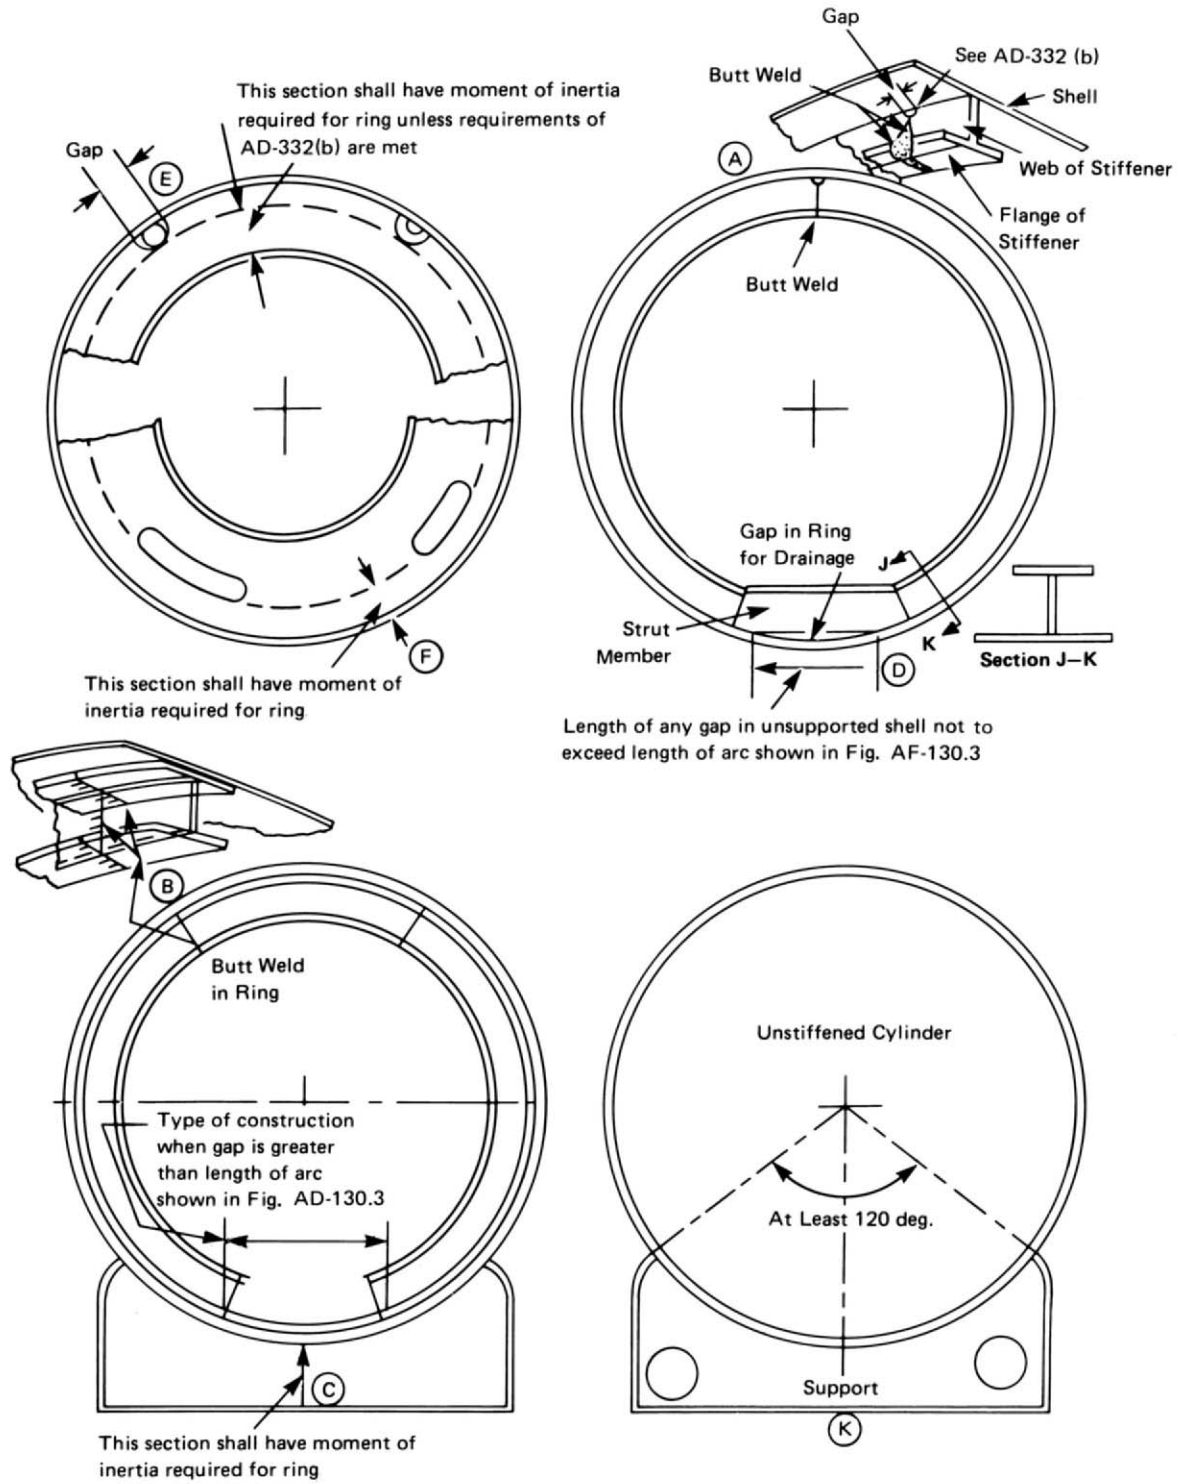 This section shall have moment of inertia
required for ring unless requirements of
AD-332(b) are met
Gap
E
This section shall have moment of
inertia required for ring
F
Gap
See AD-332 (b)
Butt Weld
Shell
A
Web of Stiffener
Flange of
Stiffener
Butt Weld
Gap in Ring
for Drainage
J
K
Strut
Member
D
Section J–K
Length of any gap in unsupported shell not to
exceed length of arc shown in Fig. AF-130.3
B
Butt Weld
in Ring
Type of construction
when gap is greater
than length of arc
shown in Fig. AD-130.3
C
This section shall have moment of
inertia required for ring
Unstiffened Cylinder
At Least 120 deg.
Support
K